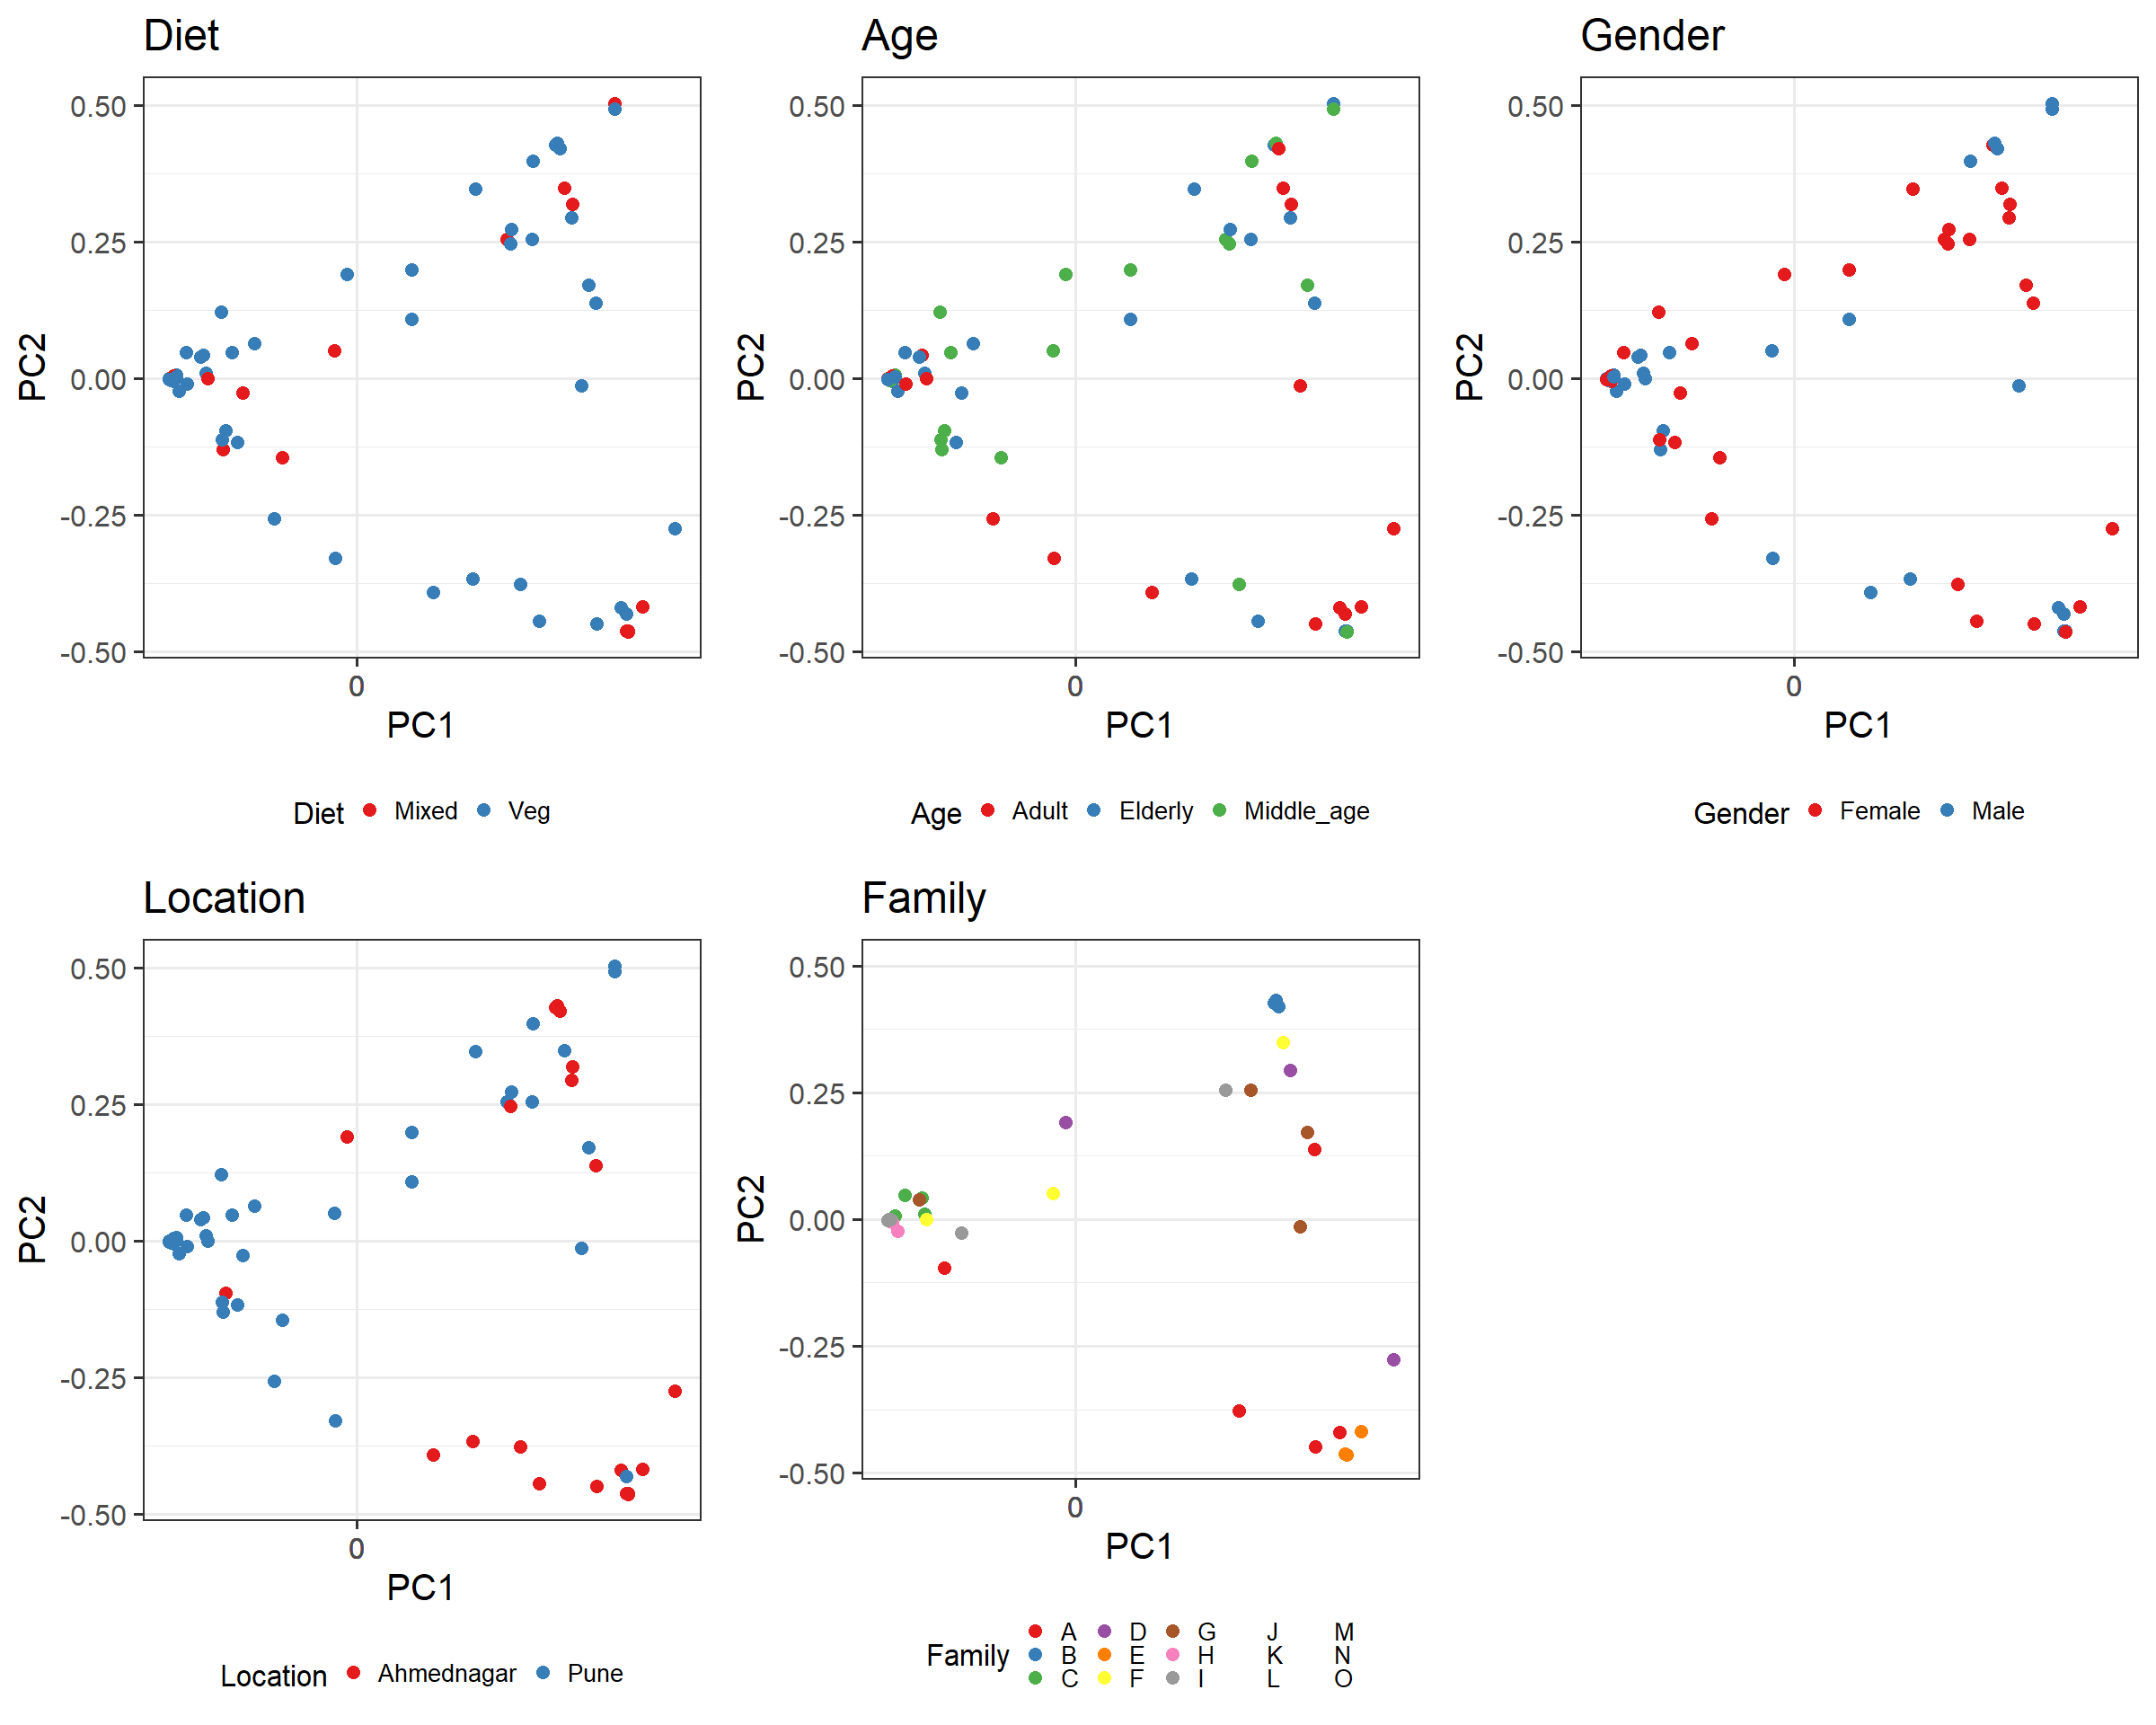 Diet
Age
Gender
0.50
0.25
0.00
-0.25
-0.50
PC2
0
PC1
0.50
0.25
0.00
-0.25
-0.50
PC2
0
PC1
0.50
0.25
0.00
-0.25
-0.50
PC2
0
PC1
Diet Mixed Veg
Age Adult Elderly Middle_age
Gender Female Male
Location
Family
0.50
0.25
0.00
-0.25
-0.50
PC2
0
PC1
0.50
0.25
0.00
-0.25
-0.50
PC2
0
PC1
Location Ahmednagar Pune
Family
A D G J M
B E H K N
C F I L O